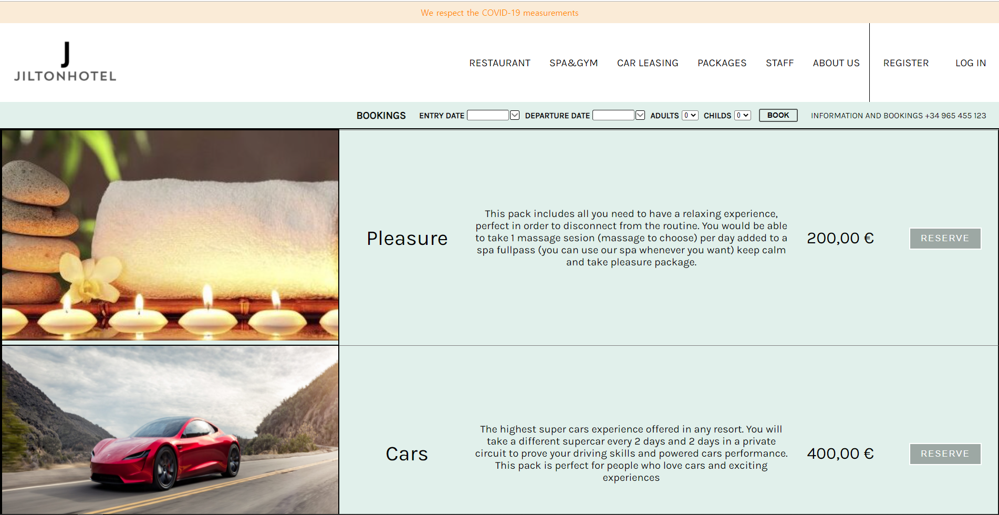 We respect the COVID-19 measurements
J
JILTONHOTEL
RESTAURANT SPA&GYM CAR LEASING PACKAGES STAFF ABOUT US REGISTER LOG IN
BOOKINGS ENTRY DATE DEPARTURE DATE ADULTS 0 CHILDS 0 BOOK INFORMATION AND BOOKINGS +34 965 455 123
Pleasure
This pack includes all you need to have a relaxing experience,
perfect in order to disconnect from the routine. You would be able
to take 1 massage sesion (massage to choose) per day added to a
spa fullpass (you can use our spa whenever you want) keep calm
and take pleasure package.
200,00 €
RESERVE
Cars
The highest super cars experience offered in any resort. You will
take a different supercar every 2 days and 2 days in a private
circuit to prove your driving skills and powered cars performance.
This pack is perfect for people who love cars and exciting
experiences
400,00 €
RESERVE